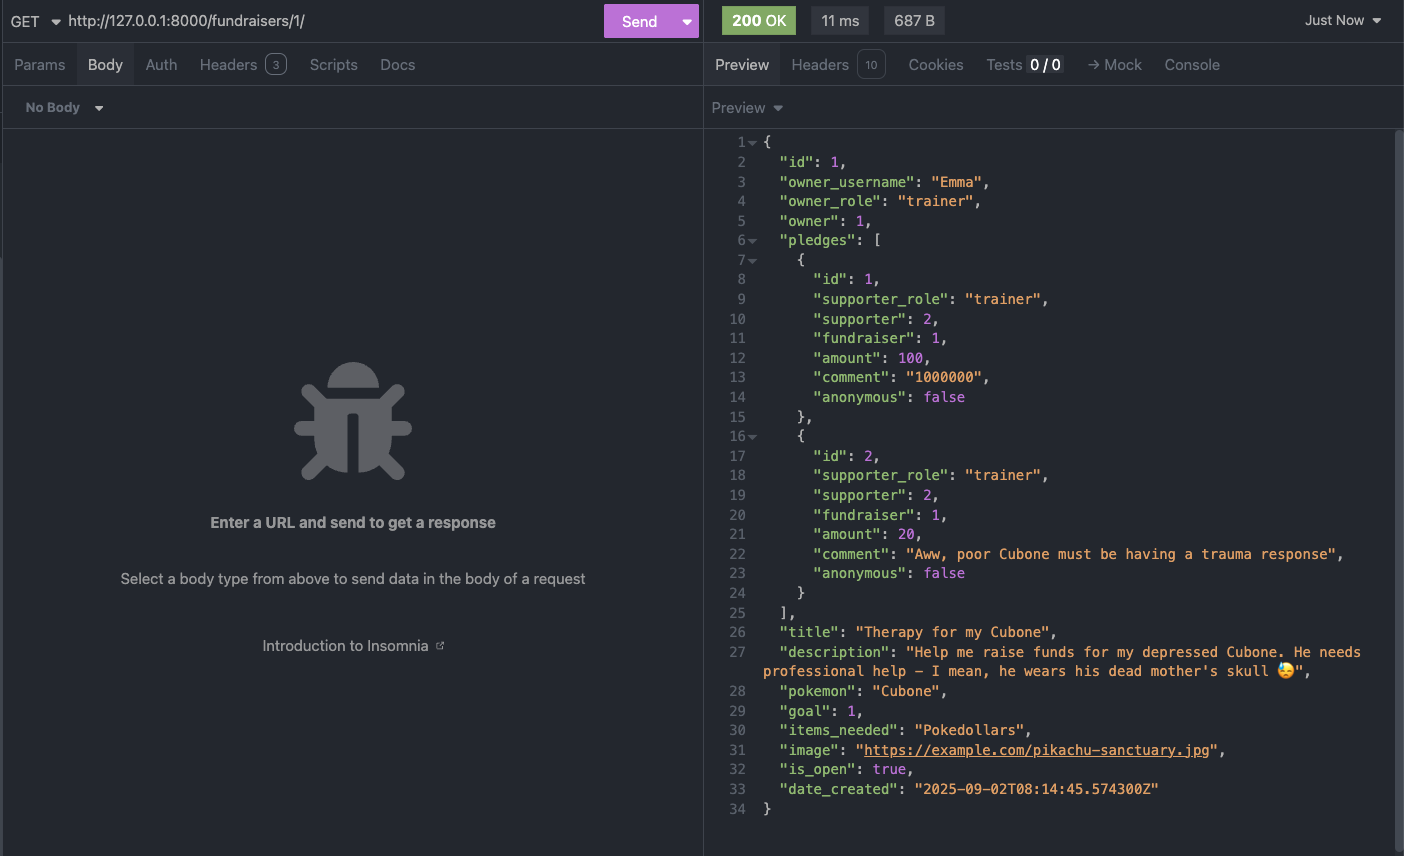 GET http://127.0.0.1:8000/fundraisers/1/ Send 200 OK 11 ms 687 B Just Now
Params Body Auth Headers 3 Scripts Docs
Preview Headers 10 Cookies Tests 0 / 0 → Mock Console
No Body
Preview
Enter a URL and send to get a response
Select a body type from above to send data in the body of a request
Introduction to Insomnia
1 {
2 "id": 1,
3 "owner_username": "Emma",
4 "owner_role": "trainer",
5 "owner": 1,
6 "pledges": [
7 {
8 "id": 1,
9 "supporter_role": "trainer",
10 "supporter": 2,
11 "fundraiser": 1,
12 "amount": 100,
13 "comment": "1000000",
14 "anonymous": false
15 },
16 {
17 "id": 2,
18 "supporter_role": "trainer",
19 "supporter": 2,
20 "fundraiser": 1,
21 "amount": 20,
22 "comment": "Aww, poor Cubone must be having a trauma response",
23 "anonymous": false
24 }
25 ],
26 "title": "Therapy for my Cubone",
27 "description": "Help me raise funds for my depressed Cubone. He needs
professional help – I mean, he wears his dead mother's skull 😓",
28 "pokemon": "Cubone",
29 "goal": 1,
30 "items_needed": "Pokedollars",
31 "image": "https://example.com/pikachu-sanctuary.jpg",
32 "is_open": true,
33 "date_created": "2025-09-02T08:14:45.574300Z"
34 }